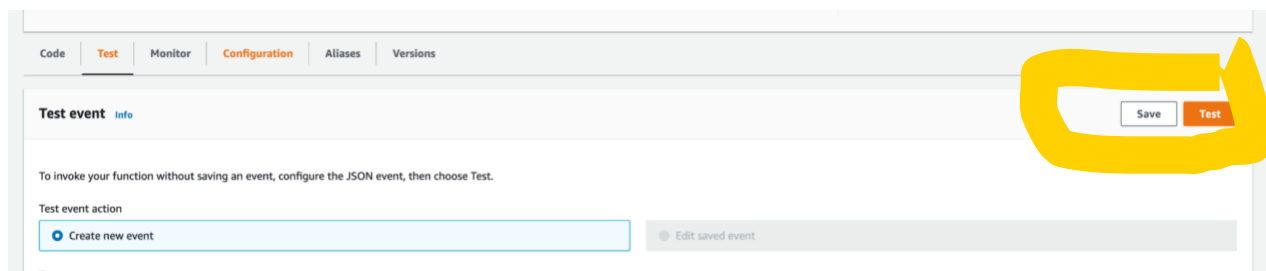 Code Test Monitor Configuration Aliases Versions
Test event Info Save Test
To invoke your function without saving an event, configure the JSON event, then choose Test.
Test event action
Create new event Edit saved event